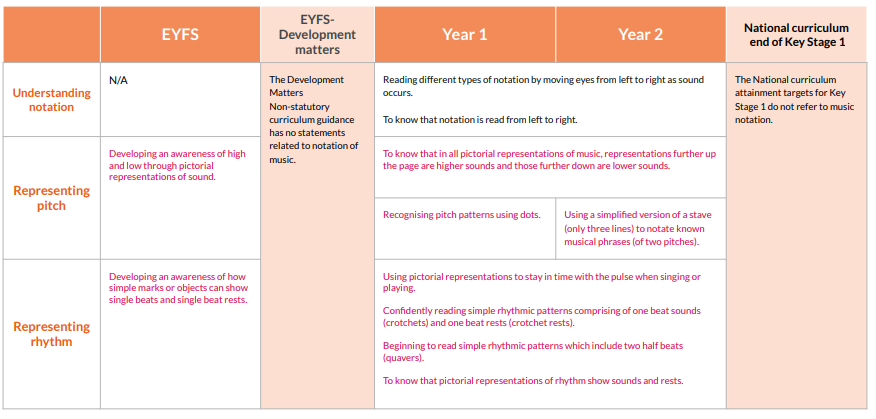 EYFS
EYFS-
Development
matters
Year 1
Year 2
National curriculum
end of Key Stage 1
Understanding
notation
N/A
The Development
Matters
Non-statutory
curriculum guidance
has no statements
related to notation of
music.
Reading different types of notation by moving eyes from left to right as sound
occurs.
To know that notation is read from left to right.
The National curriculum
attainment targets for Key
Stage 1 do not refer to music
notation.
Representing
pitch
Developing an awareness of high
and low through pictorial
representations of sound.
To know that in all pictorial representations of music, representations further up
the page are higher sounds and those further down are lower sounds.
Recognising pitch patterns using dots.
Using a simplified version of a stave
(only three lines) to notate known
musical phrases (of two pitches).
Representing
rhythm
Developing an awareness of how
simple marks or objects can show
single beats and single beat rests.
Using pictorial representations to stay in time with the pulse when singing or
playing.
Confidently reading simple rhythmic patterns comprising of one beat sounds
(crotchets) and one beat rests (crotchet rests).
Beginning to read simple rhythmic patterns which include two half beats
(quavers).
To know that pictorial representations of rhythm show sounds and rests.